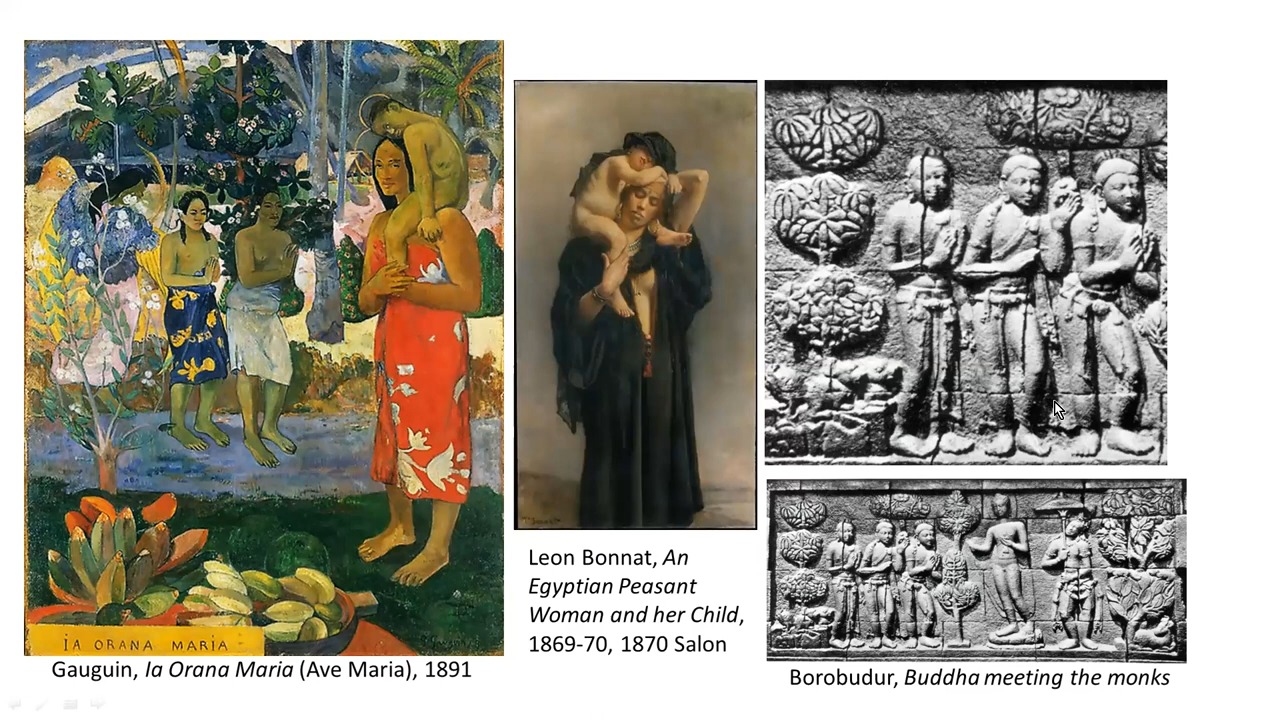 IA ORANA MARIA
Gauguin, Ia Orana Maria (Ave Maria), 1891
Leon Bonnat, An
Egyptian Peasant
Woman and her Child,
1869-70, 1870 Salon
Borobudur, Buddha meeting the monks